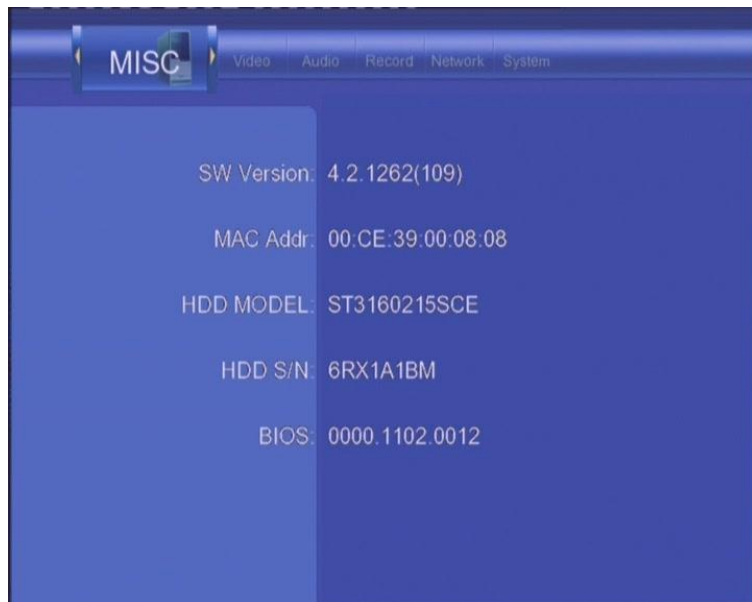 MISC Video Audio Record Network System
SW Version: 4.2.1262(109)
MAC Addr: 00:CE:39:00:08:08
HDD MODEL: ST3160215SCE
HDD S/N: 6RX1A1BM
BIOS: 0000.1102.0012